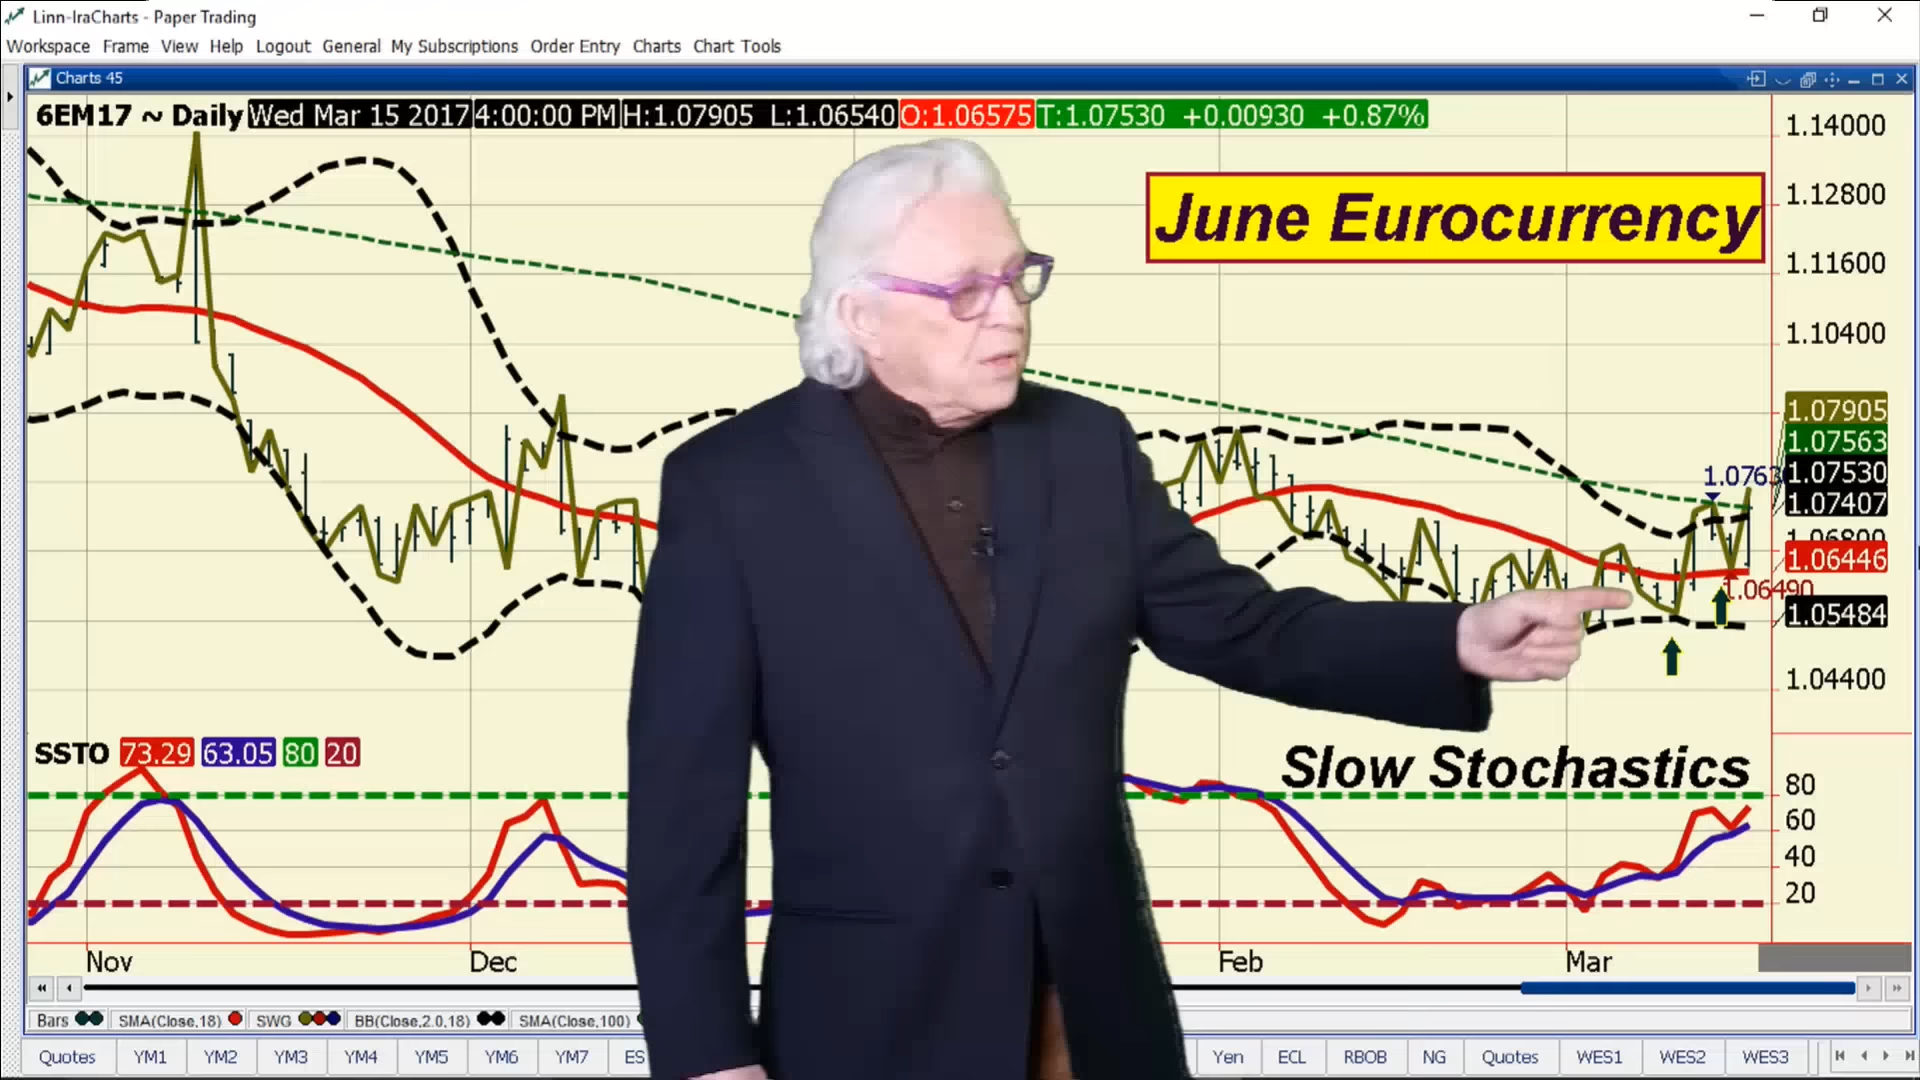 Linn-IraCharts - Paper Trading
Workspace Frame View Help Logout General My Subscriptions Order Entry Charts Chart Tools
Charts 45
6EM17 ~ Daily Wed Mar 15 2017 4:00:00 PM H:1.07905 L:1.06540 O:1.06575 T:1.07530 +0.00930 +0.87%
1.14000
June Eurocurrency
1.12800
1.11600
1.10400
1.07905
1.07563
1.07530
1.07407
1.06446
1.06490
1.05484
1.04400
SSTO 73.29 63.05 80 20
Slow Stochastics
80
60
40
20
Nov Dec Feb Mar
Bars SMA(Close,18) SWG BB(Close,2.0,18) SMA(Close,100)
Quotes YM1 YM2 YM3 YM4 YM5 YM6 YM7 ES Yen ECL RBOB NG Quotes WES1 WES2 WES3